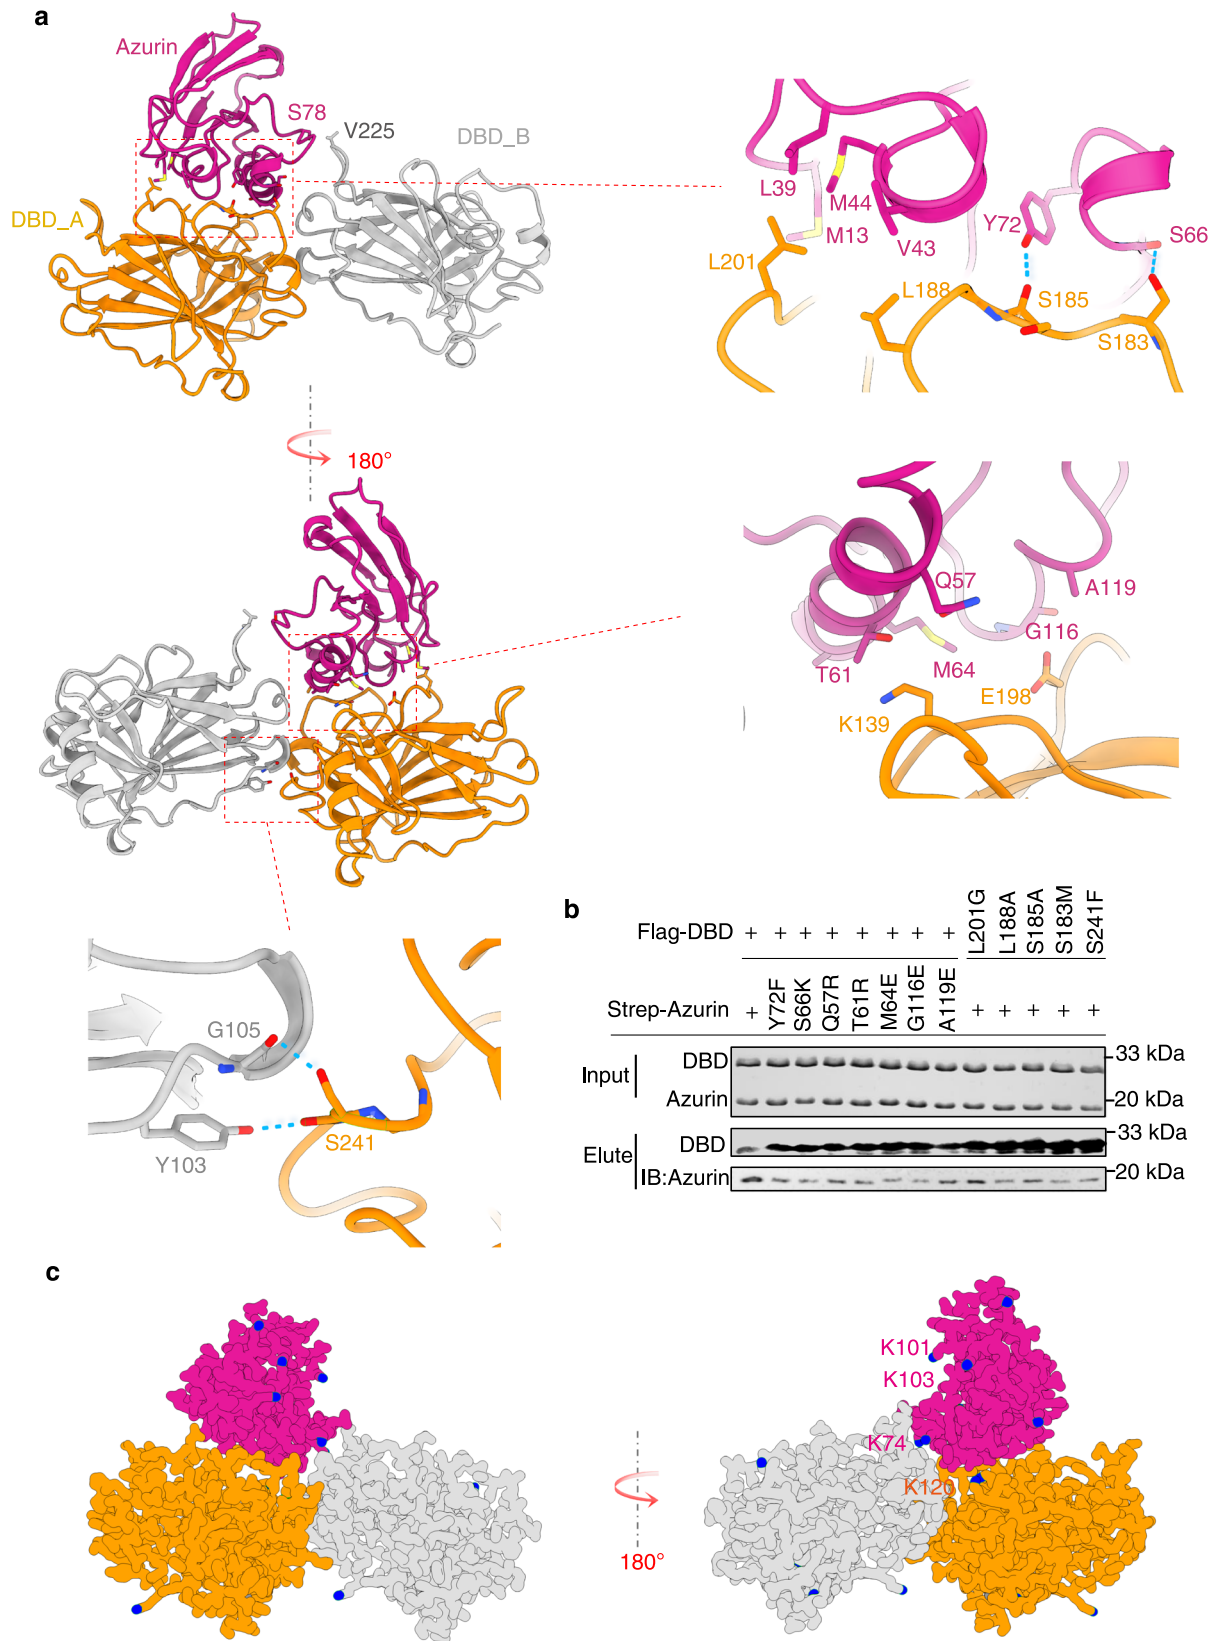 a
Azurin
S78
V225
DBD_B
DBD_A
L39
M44
M13
V43
Y72
S66
L201
L188
S185
S183
180°
Q57
A119
G116
T61
M64
E198
K139
G105
S241
Y103
b
Flag-DBD + + + + + + + + L201G L188A S185A S183M S241F
Strep-Azurin + Y72F S66K Q57R T61R M64E G116E A119E + + + + +
Input
DBD
33 kDa
Azurin
20 kDa
Elute
DBD
33 kDa
IB:Azurin
20 kDa
c
K101
K103
K74
K120
180°